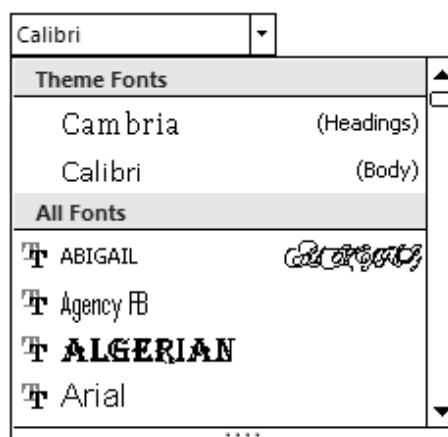 Calibri
Theme Fonts
Cambria (Headings)
Calibri (Body)
All Fonts
ABIGAIL
Agency FB
ALGERIAN
Arial